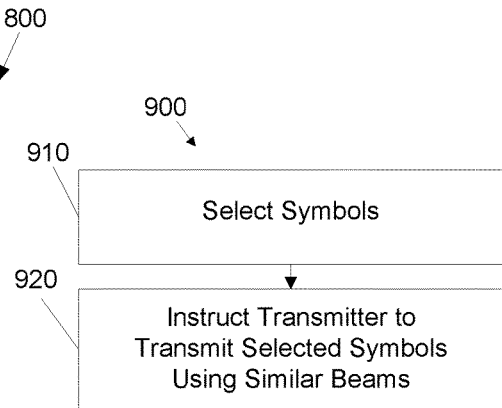 800
900
910
Select Symbols
920
Instruct Transmitter to
Transmit Selected Symbols
Using Similar Beams